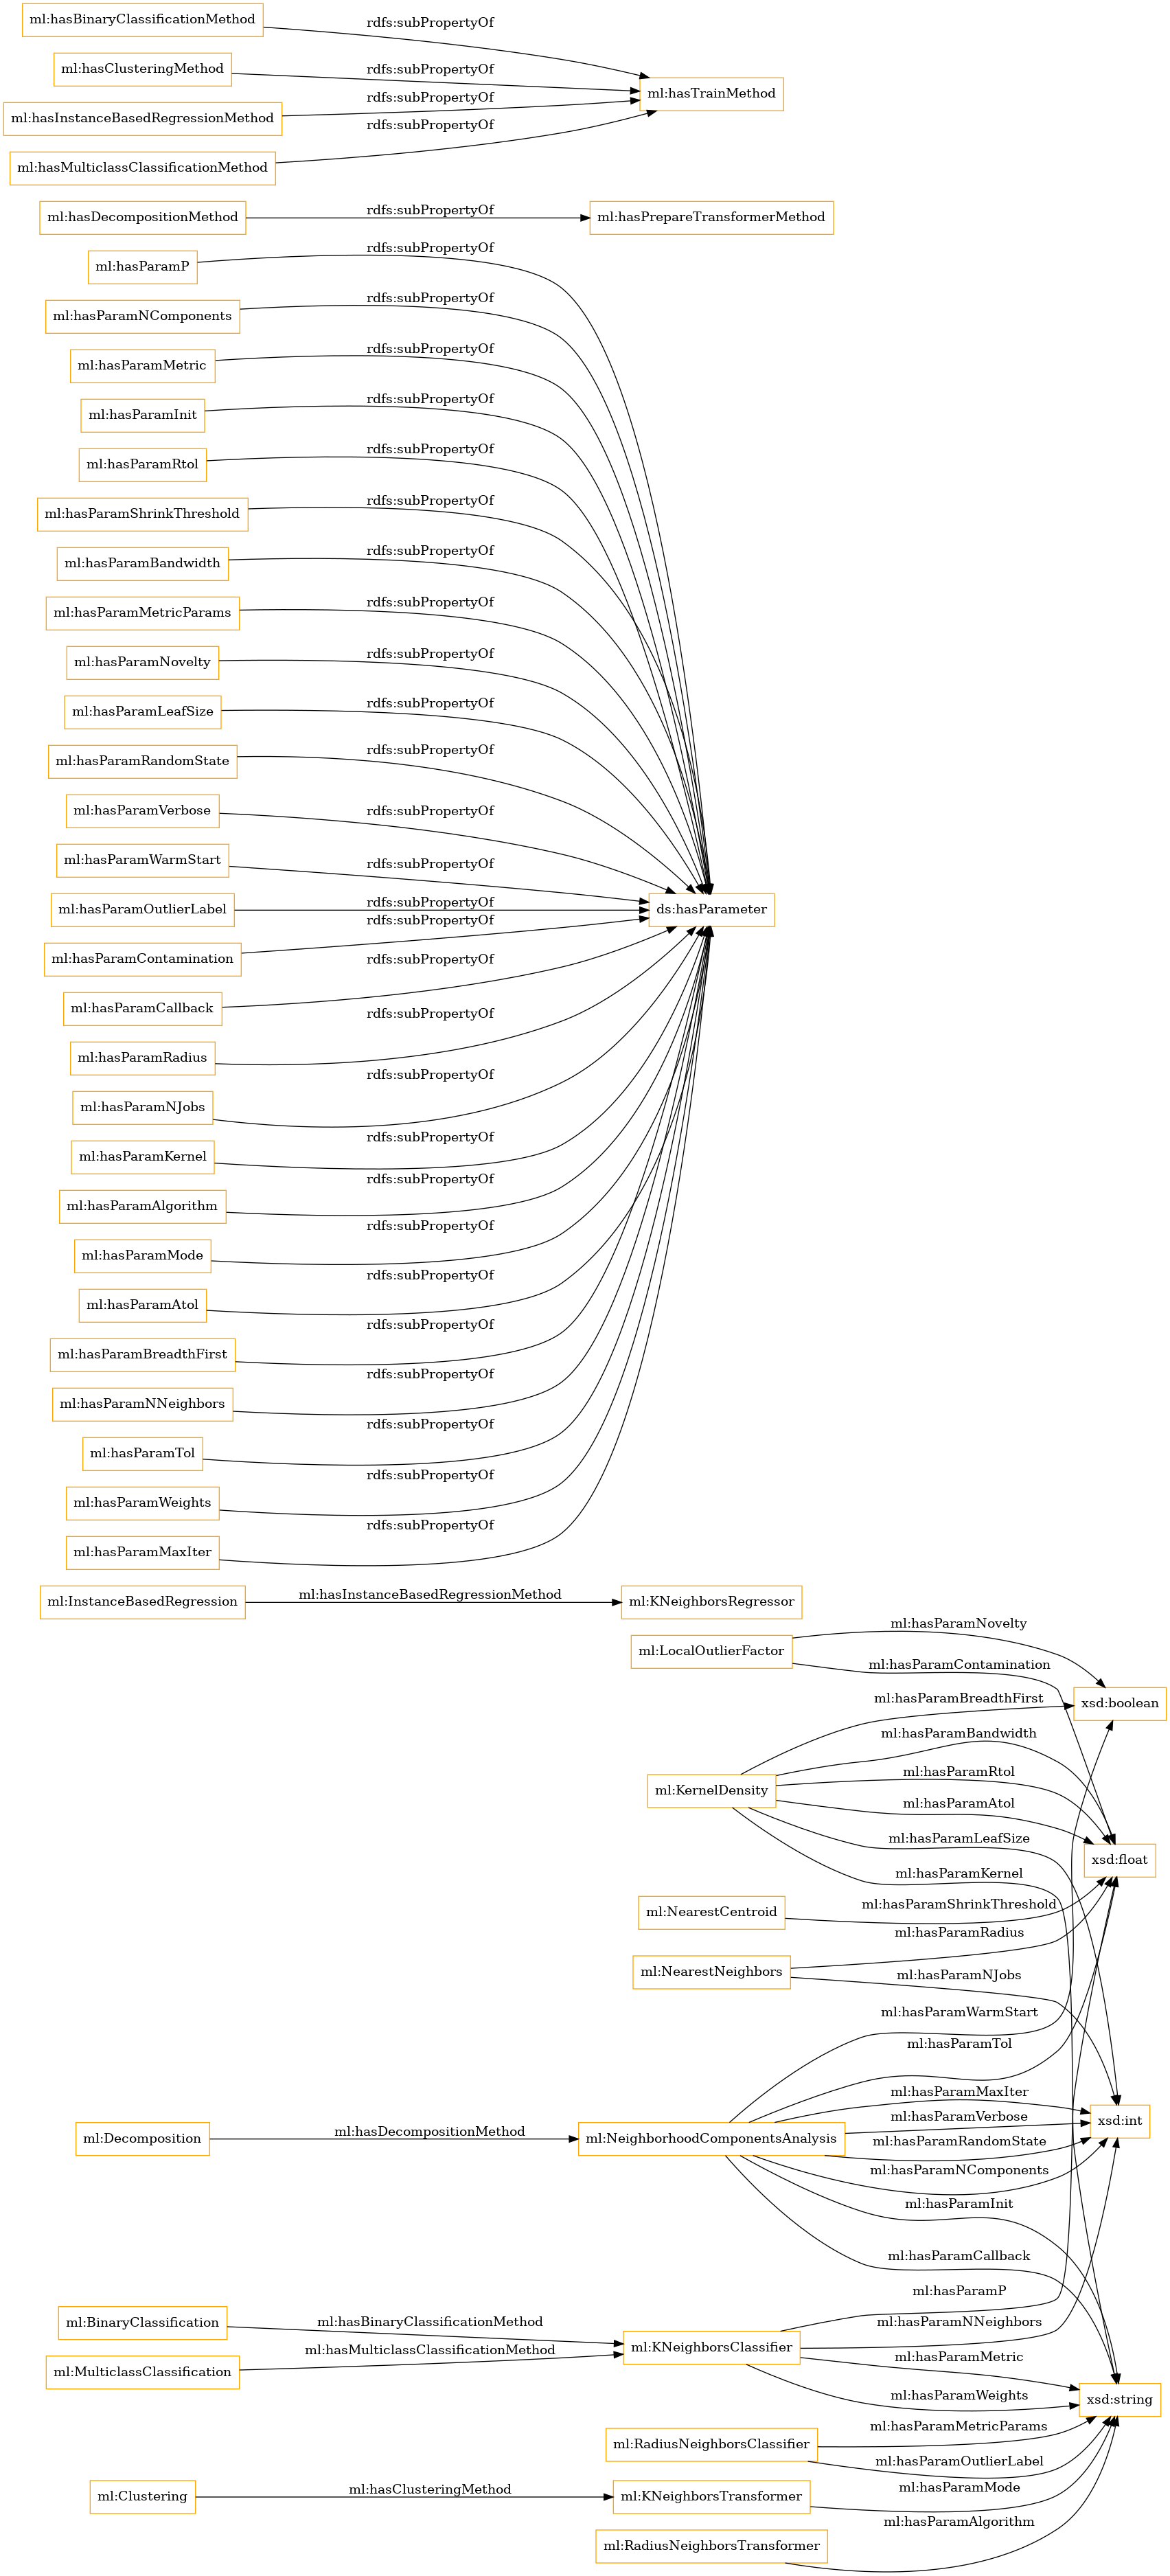 ml:hasBinaryClassificationMethod
rdfs:subPropertyOf
ml:hasClusteringMethod
rdfs:subPropertyOf
ml:hasTrainMethod
ml:hasInstanceBasedRegressionMethod
rdfs:subPropertyOf
ml:hasMulticlassClassificationMethod
rdfs:subPropertyOf
ml:hasDecompositionMethod
rdfs:subPropertyOf
ml:hasPrepareTransformerMethod
ml:hasParamP
rdfs:subPropertyOf
ml:hasParamNComponents
rdfs:subPropertyOf
ml:hasParamMetric
rdfs:subPropertyOf
ml:hasParamInit
rdfs:subPropertyOf
ml:hasParamRtol
rdfs:subPropertyOf
ml:hasParamShrinkThreshold
rdfs:subPropertyOf
ml:hasParamBandwidth
rdfs:subPropertyOf
ml:hasParamMetricParams
rdfs:subPropertyOf
ml:hasParamNovelty
rdfs:subPropertyOf
ml:hasParamLeafSize
rdfs:subPropertyOf
ml:hasParamRandomState
rdfs:subPropertyOf
ml:hasParamVerbose
rdfs:subPropertyOf
ml:hasParamWarmStart
rdfs:subPropertyOf
ml:hasParamOutlierLabel
rdfs:subPropertyOf
ds:hasParameter
ml:hasParamContamination
rdfs:subPropertyOf
ml:hasParamCallback
rdfs:subPropertyOf
ml:hasParamRadius
rdfs:subPropertyOf
ml:hasParamNJobs
rdfs:subPropertyOf
ml:hasParamKernel
rdfs:subPropertyOf
ml:hasParamAlgorithm
rdfs:subPropertyOf
ml:hasParamMode
rdfs:subPropertyOf
ml:hasParamAtol
rdfs:subPropertyOf
ml:hasParamBreadthFirst
rdfs:subPropertyOf
ml:hasParamNNeighbors
rdfs:subPropertyOf
ml:hasParamTol
rdfs:subPropertyOf
ml:hasParamWeights
rdfs:subPropertyOf
ml:hasParamMaxIter
rdfs:subPropertyOf
ml:InstanceBasedRegression
ml:hasInstanceBasedRegressionMethod
ml:KNeighborsRegressor
ml:LocalOutlierFactor
ml:hasParamNovelty
ml:hasParamContamination
xsd:boolean
ml:hasParamBreadthFirst
ml:hasParamBandwidth
ml:KernelDensity
ml:hasParamRtol
ml:hasParamAtol
ml:hasParamLeafSize
ml:hasParamKernel
xsd:float
ml:NearestCentroid
ml:hasParamShrinkThreshold
ml:NearestNeighbors
ml:hasParamRadius
ml:hasParamNJobs
ml:hasParamWarmStart
ml:hasParamTol
ml:hasParamMaxIter
xsd:int
ml:Decomposition
ml:hasDecompositionMethod
ml:NeighborhoodComponentsAnalysis
ml:hasParamVerbose
ml:hasParamRandomState
ml:hasParamNComponents
ml:hasParamInit
ml:hasParamCallback
ml:hasParamP
ml:BinaryClassification
ml:hasBinaryClassificationMethod
ml:hasParamNNeighbors
ml:KNeighborsClassifier
ml:MulticlassClassification
ml:hasMulticlassClassificationMethod
ml:hasParamMetric
ml:hasParamWeights
xsd:string
ml:RadiusNeighborsClassifier
ml:hasParamMetricParams
ml:hasParamOutlierLabel
ml:Clustering
ml:hasClusteringMethod
ml:KNeighborsTransformer
ml:hasParamMode
ml:RadiusNeighborsTransformer
ml:hasParamAlgorithm